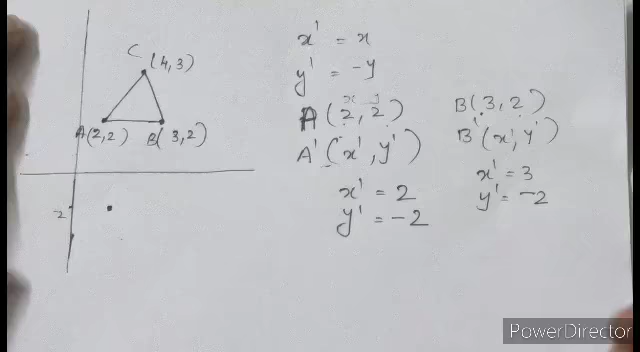 C (4,3)
A(2,2) B(3,2)
2
x' = x
y' = -y
x y
A(2,2)
A'(x',y')
x' = 2
y' = -2
B(3,2)
B'(x',y')
x' = 3
y' = -2
PowerDirector